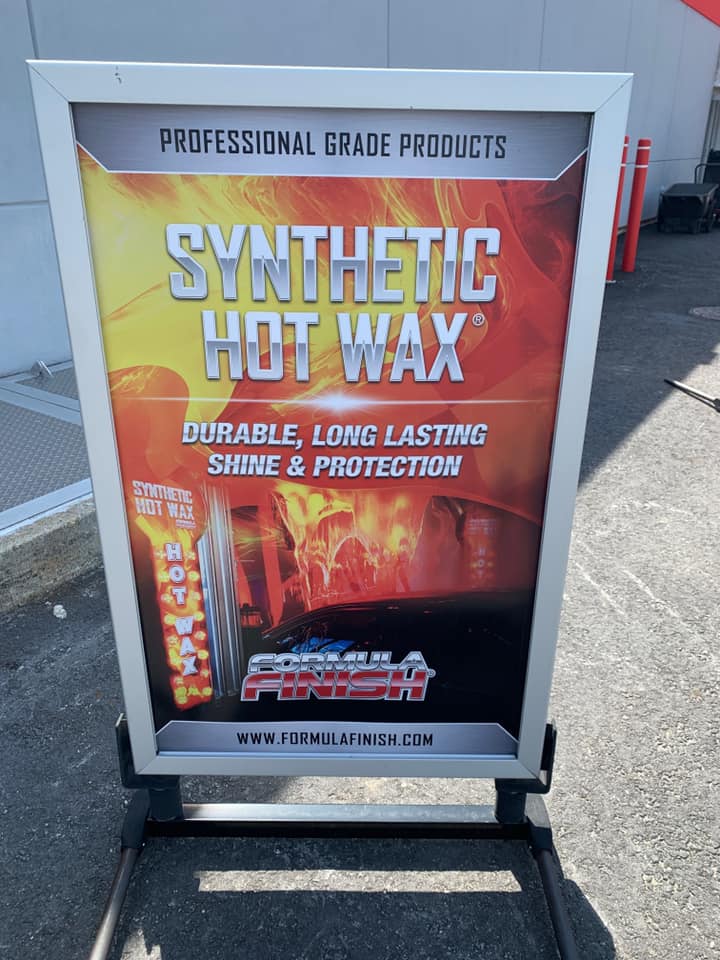 PROFESSIONAL GRADE PRODUCTS
SYNTHETIC
HOT WAX®
DURABLE, LONG LASTING
SHINE & PROTECTION
SYNTHETIC
HOT WAX
HOT WAX
FORMULA
FINISH®
WWW.FORMULAFINISH.COM